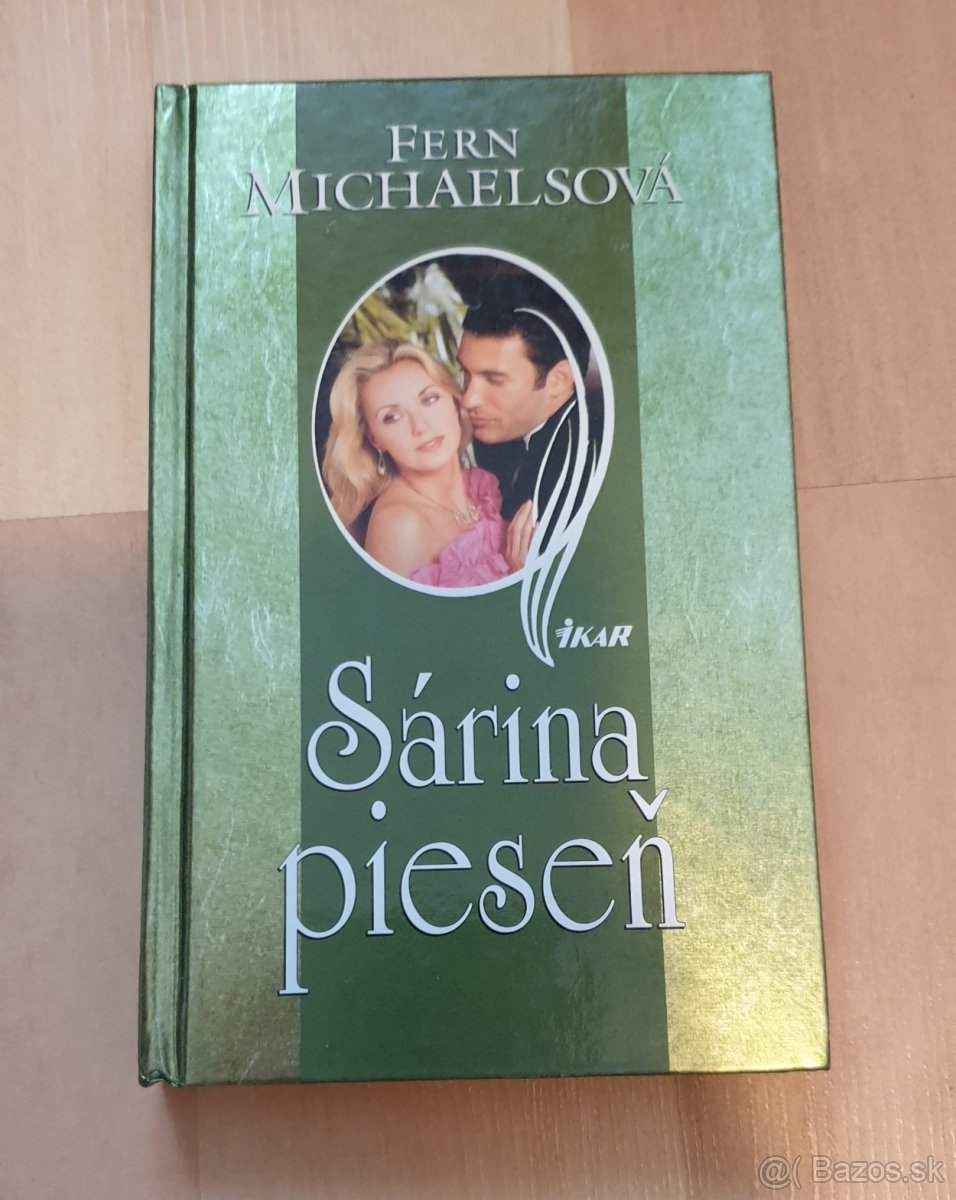 FERN
MICHAELSOVÁ
iKAR
Sárina
pieseň
@( Bazos.sk